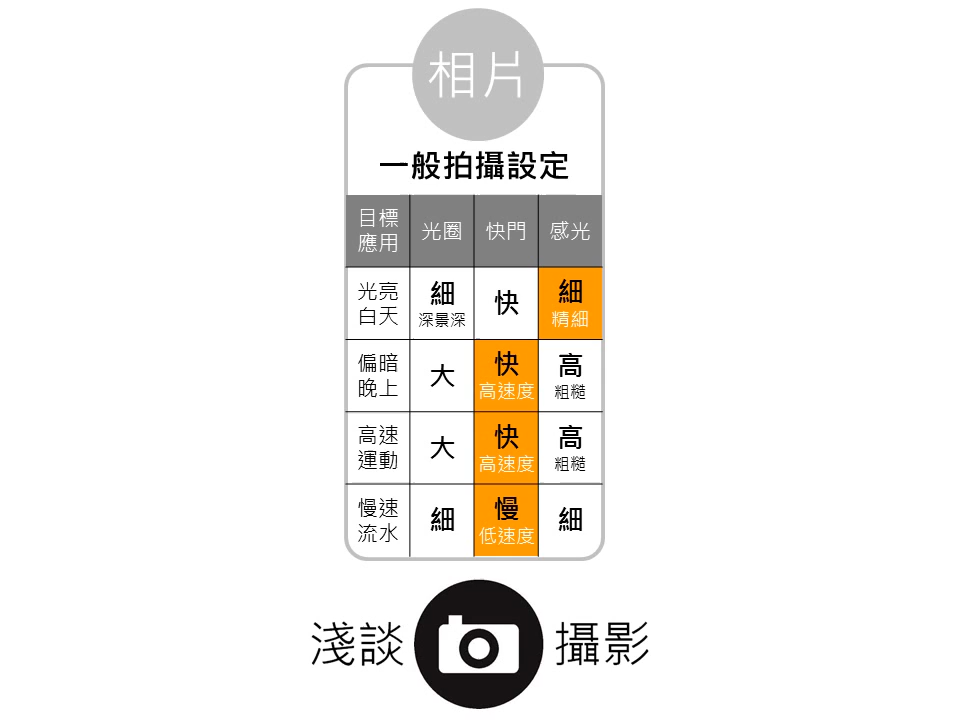 相片
一般拍攝設定
目標
應用
光圈
快門
感光
光亮
白天
細
深景深
快
細
精細
偏暗
晚上
大
快
高速度
高
粗糙
高速
運動
大
快
高速度
高
粗糙
慢速
流水
細
慢
低速度
細
淺談
攝影